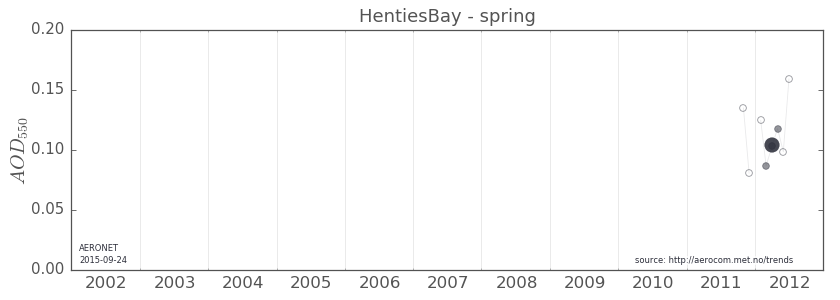 HentiesBay - spring
0.20
0.15
0.10
0.05
0.00
AOD550
AERONET
2015-09-24
source: http://aerocom.met.no/trends
2002 2003 2004 2005 2006 2007 2008 2009 2010 2011 2012